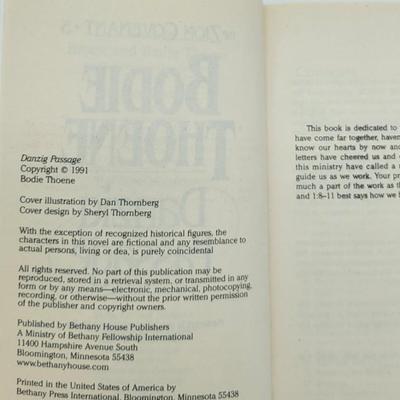 Danzig Passage
Copyright © 1991
Bodie Thoene
Cover illustration by Dan Thornberg
Cover design by Sheryl Thornberg
With the exception of recognized historical figures, the
characters in this novel are fictional and any resemblance to
actual persons, living or dea, is purely coincidental
All rights reserved. No part of this publication may be
reproduced, stored in a retrieval system, or transmitted in any
form or by any means—electronic, mechanical, photocopying,
recording, or otherwise—without the prior written permission
of the publisher and copyright owners.
Published by Bethany House Publishers
A Ministry of Bethany Fellowship International
11400 Hampshire Avenue South
Bloomington, Minnesota 55438
www.bethanyhouse.com
Printed in the United States of America by
Bethany Press International, Bloomington, Minnesota 55438
This book is dedicated to
have come far together, haven
know our hearts by now and
letters have cheered us and
this ministry have called a
guide us as we work. Your pr
much a part of the work as th
and 1:8–11 best says how we f